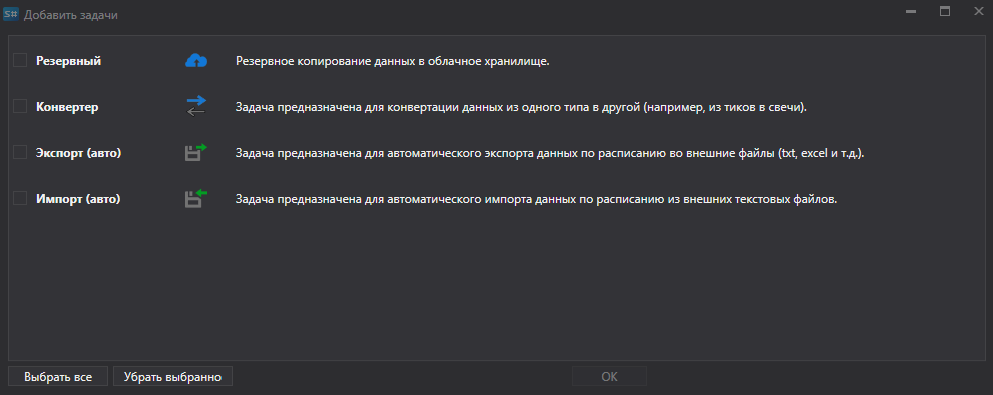 S# Добавить задачи
Резервный Резервное копирование данных в облачное хранилище.
Конвертер Задача предназначена для конвертации данных из одного типа в другой (например, из тиков в свечи).
Экспорт (авто) Задача предназначена для автоматического экспорта данных по расписанию во внешние файлы (txt, excel и т.д.).
Импорт (авто) Задача предназначена для автоматического импорта данных по расписанию из внешних текстовых файлов.
Выбрать все Убрать выбранно OK